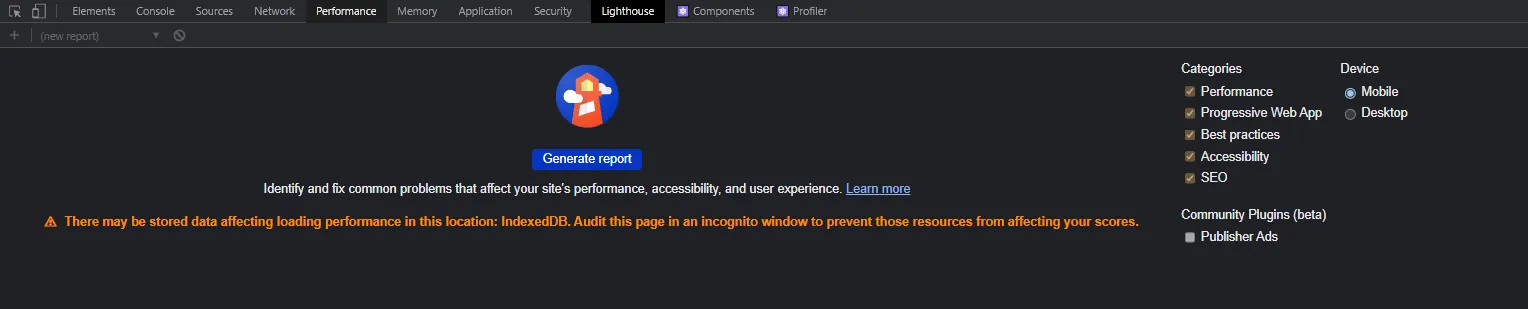 Elements Console Sources Network Performance Memory Application Security Lighthouse Components Profiler
(new report)
Categories Device
Performance Mobile
Progressive Web App Desktop
Best practices
Accessibility
SEO
Generate report
Identify and fix common problems that affect your site's performance, accessibility, and user experience. Learn more
There may be stored data affecting loading performance in this location: IndexedDB. Audit this page in an incognito window to prevent those resources from affecting your scores.
Community Plugins (beta)
Publisher Ads